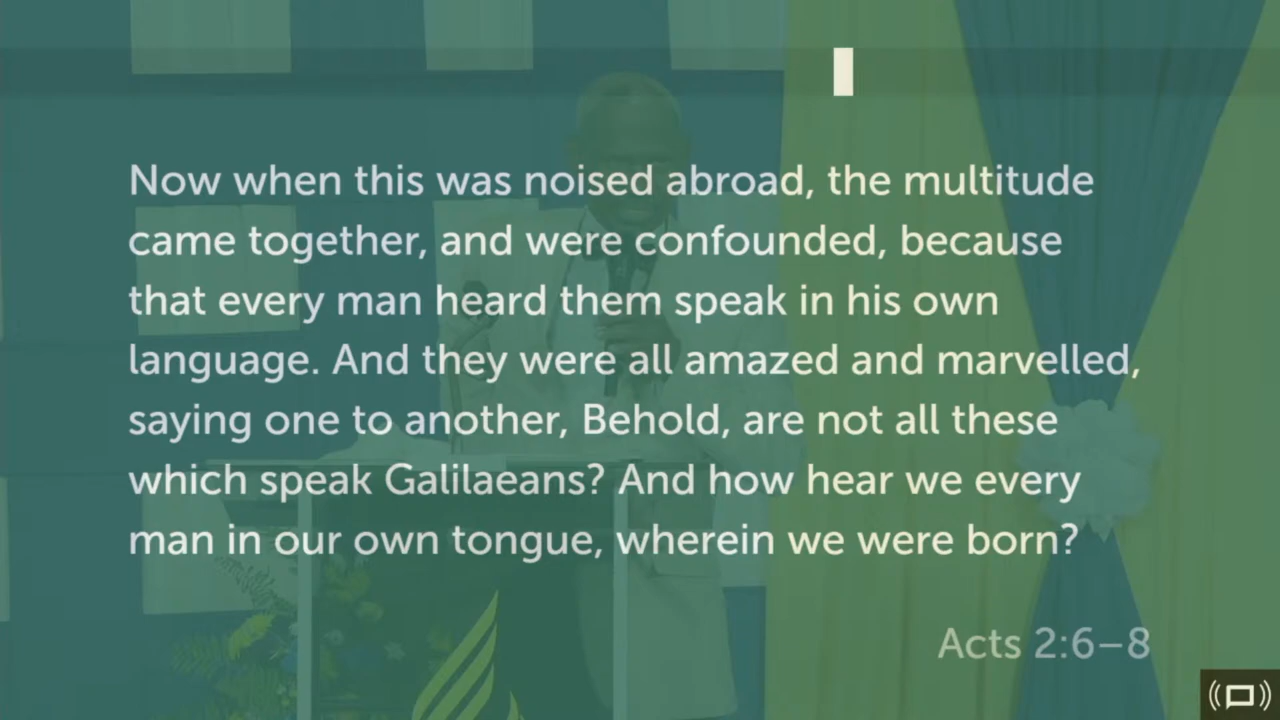 Now when this was noised abroad, the multitude
came together, and were confounded, because
that every man heard them speak in his own
language. And they were all amazed and marvelled,
saying one to another, Behold, are not all these
which speak Galilaeans? And how hear we every
man in our own tongue, wherein we were born?
Acts 2:6–8